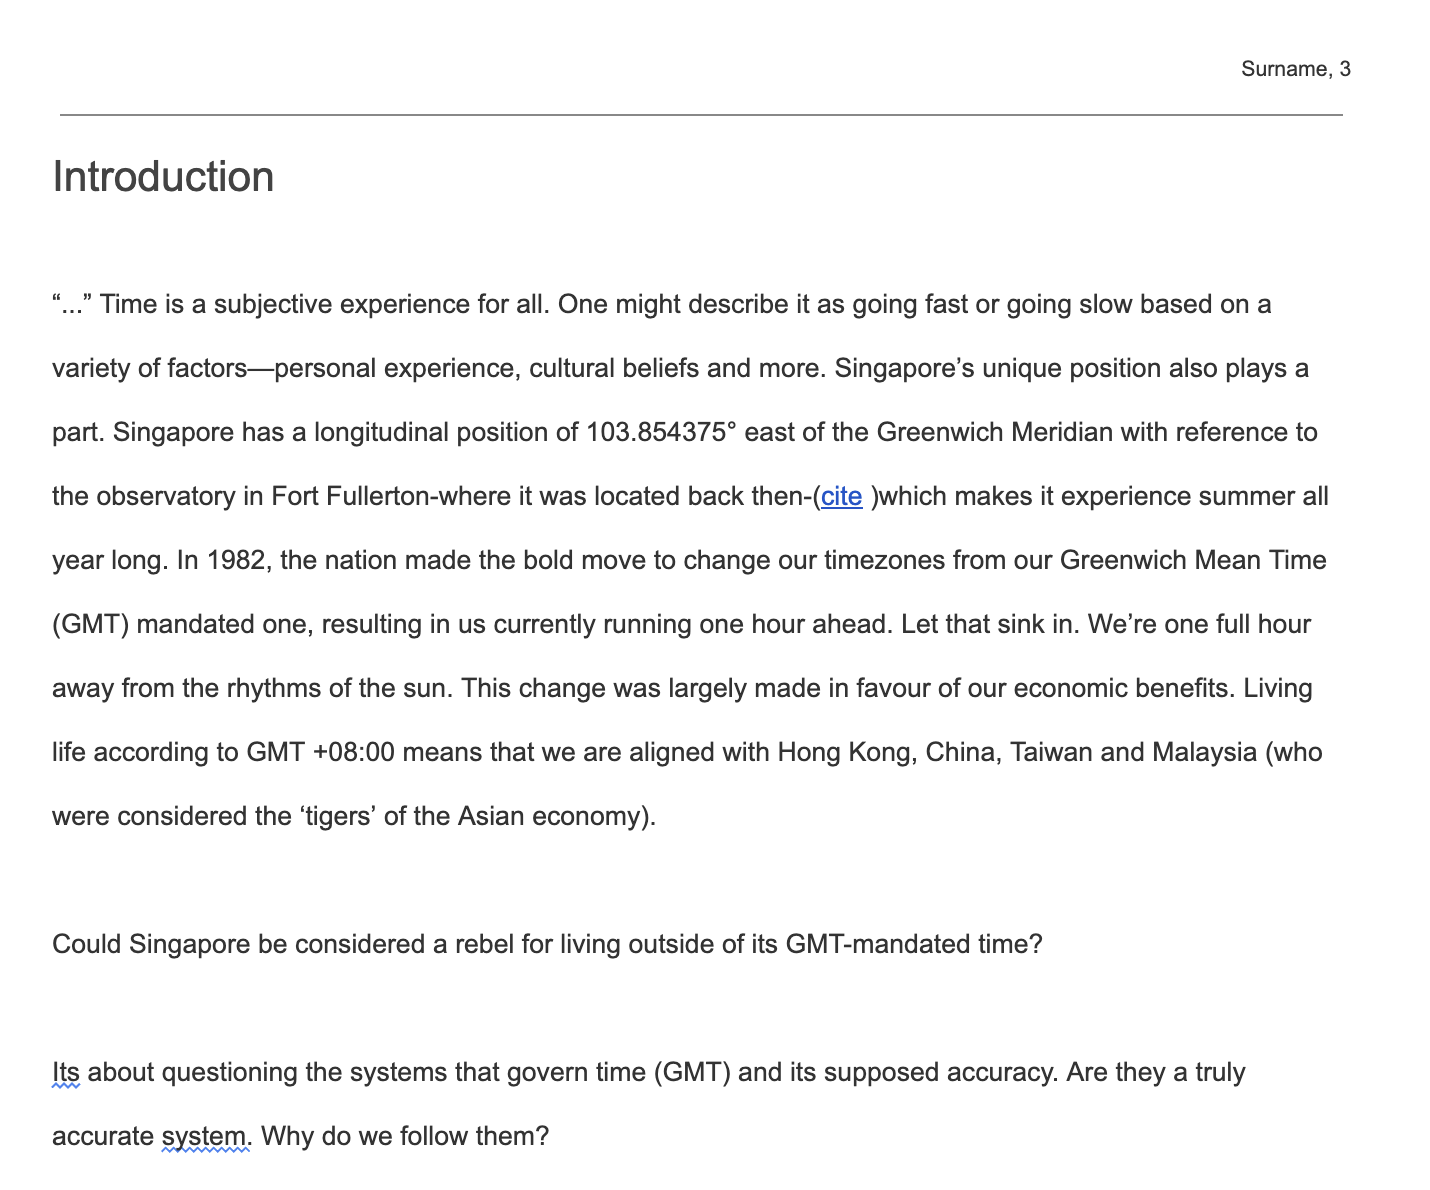 Surname, 3
Introduction
“...” Time is a subjective experience for all. One might describe it as going fast or going slow based on a
variety of factors—personal experience, cultural beliefs and more. Singapore’s unique position also plays a
part. Singapore has a longitudinal position of 103.854375° east of the Greenwich Meridian with reference to
the observatory in Fort Fullerton-where it was located back then-(cite )which makes it experience summer all
year long. In 1982, the nation made the bold move to change our timezones from our Greenwich Mean Time
(GMT) mandated one, resulting in us currently running one hour ahead. Let that sink in. We’re one full hour
away from the rhythms of the sun. This change was largely made in favour of our economic benefits. Living
life according to GMT +08:00 means that we are aligned with Hong Kong, China, Taiwan and Malaysia (who
were considered the ‘tigers’ of the Asian economy).
Could Singapore be considered a rebel for living outside of its GMT-mandated time?
Its about questioning the systems that govern time (GMT) and its supposed accuracy. Are they a truly
accurate system. Why do we follow them?